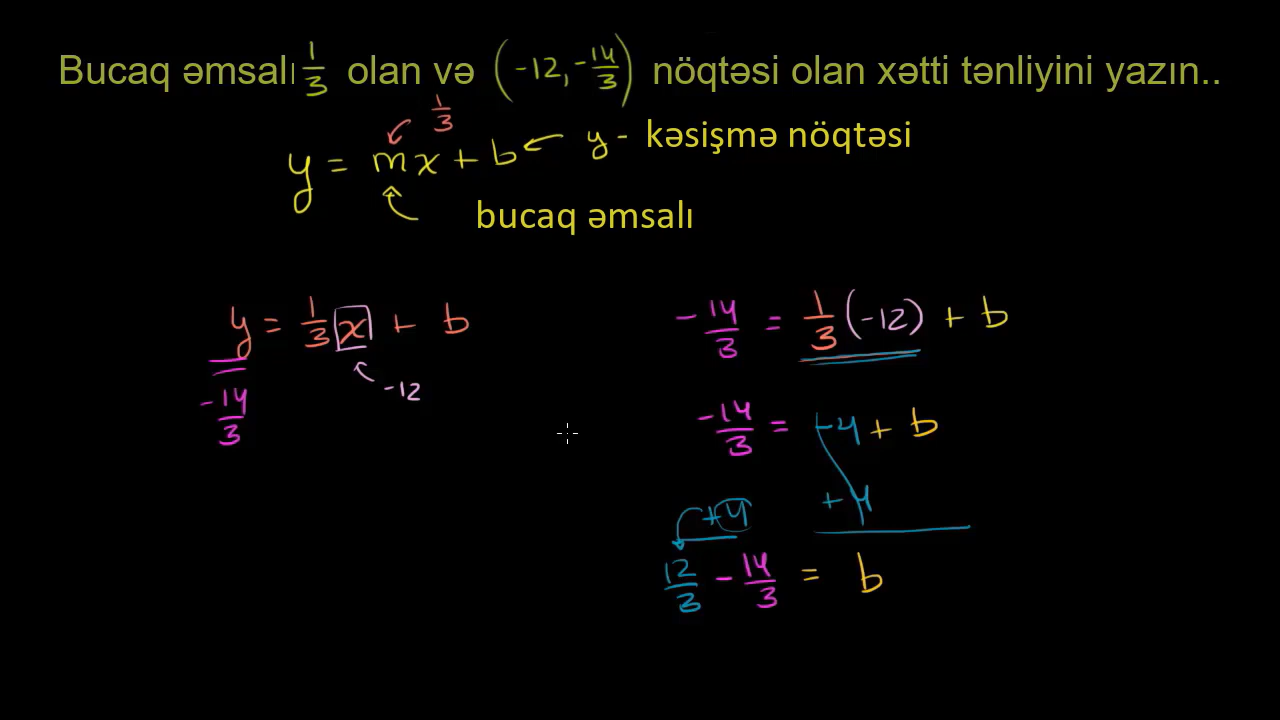 Bucaq əmsalı 1/3 olan və (-12, -14/3) nöqtəsi olan xətti tənliyini yazın..
1/3
y = mx + b ← y - kəsişmə nöqtəsi
bucaq əmsalı
y = 1/3 x + b
-12
-14/3
-14/3 = 1/3 (-12) + b
-14/3 = -4 + b
+4 +4
12/3 - 14/3 = b